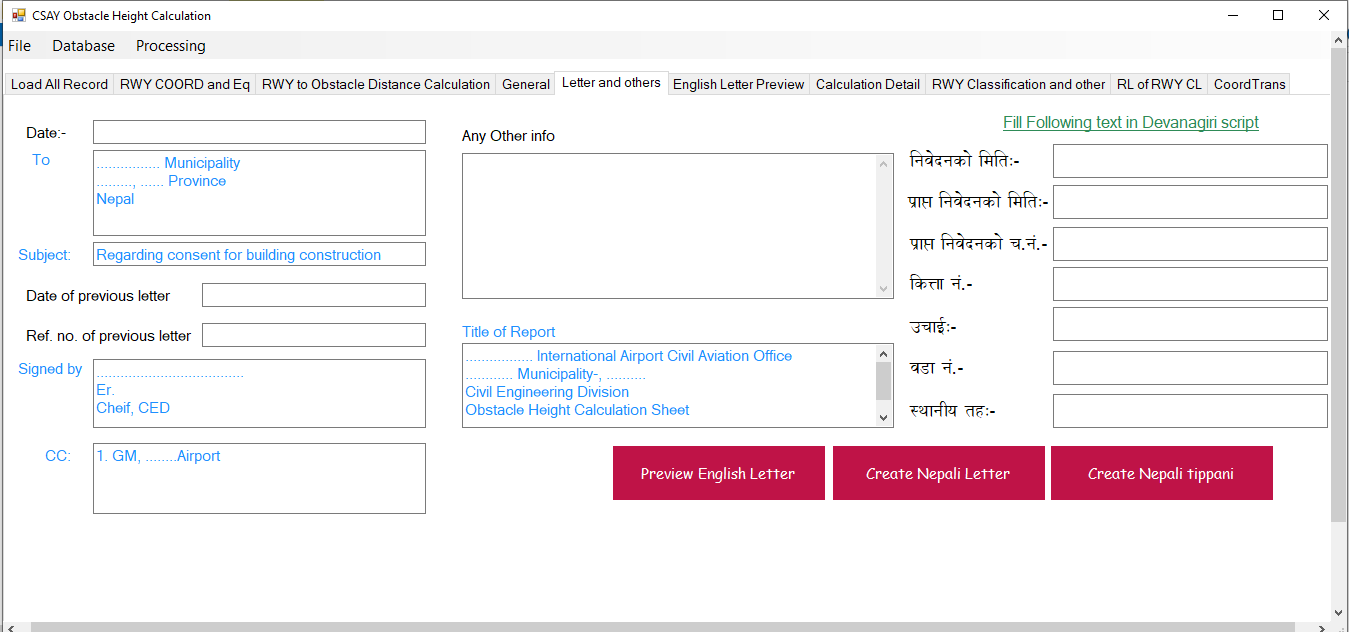 CSAY Obstacle Height Calculation
File Database Processing
Load All Record RWY COORD and Eq RWY to Obstacle Distance Calculation General Letter and others English Letter Preview Calculation Detail RWY Classification and other RL of RWY CL CoordTrans
Date:-
To
................ Municipality
........., ...... Province
Nepal
Subject: Regarding consent for building construction
Date of previous letter
Ref. no. of previous letter
Signed by
.....................................
Er.
Cheif, CED
CC: 1. GM, ........Airport
Any Other info
Title of Report
................. International Airport Civil Aviation Office
............ Municipality-, ..........
Civil Engineering Division
Obstacle Height Calculation Sheet
Fill Following text in Devanagiri script
निवेदनको मितिः-
प्राप्त निवेदनको मितिः-
प्राप्त निवेदनको च.नं.-
कित्ता नं.-
उचाईः-
वडा नं.-
स्थानीय तहः-
Preview English Letter Create Nepali Letter Create Nepali tippani